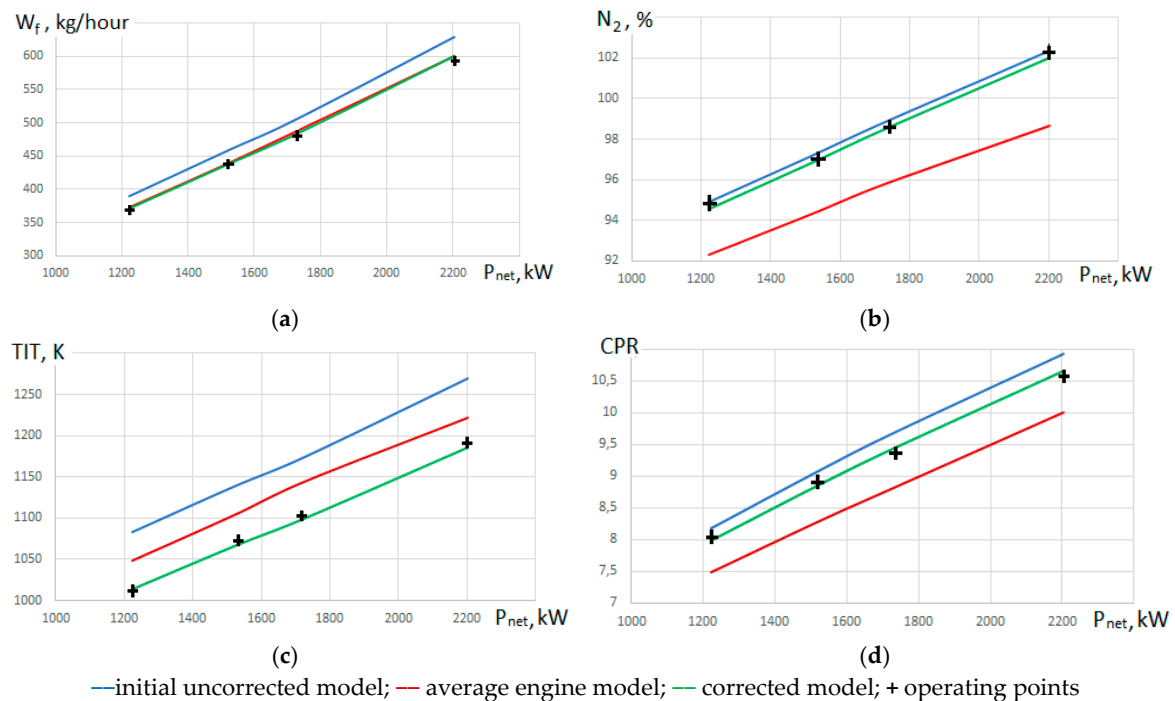 W_f , kg/hour
600
550
500
450
400
350
300
1000 1200 1400 1600 1800 2000 2200 P_net, kW
(a)
N_2, %
102
100
98
96
94
92
1000 1200 1400 1600 1800 2000 2200 P_net, kW
(b)
TIT, K
1250
1200
1150
1100
1050
1000
1000 1200 1400 1600 1800 2000 2200 P_net, kW
(c)
CPR
10,5
10
9,5
9
8,5
8
7,5
7
1000 1200 1400 1600 1800 2000 2200 P_net, kW
(d)
—initial uncorrected model; — average engine model; — corrected model; + operating points